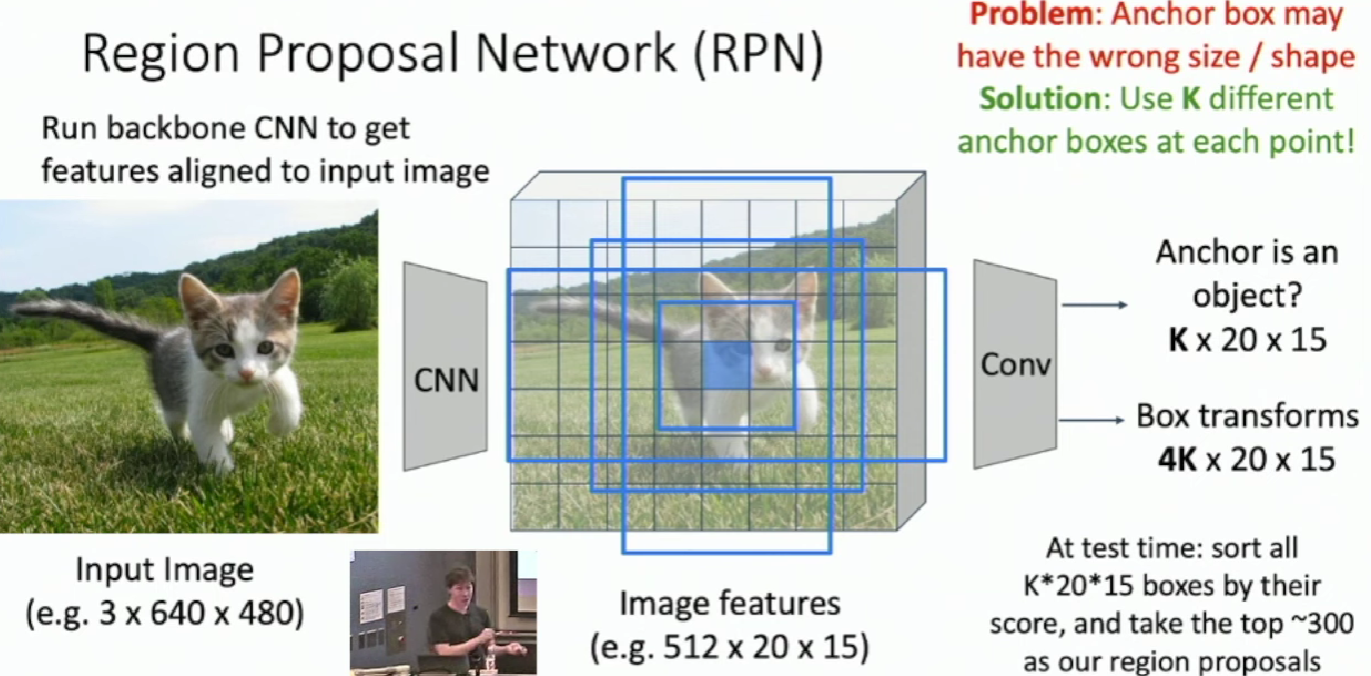 Region Proposal Network (RPN)
Run backbone CNN to get
features aligned to input image
Problem: Anchor box may
have the wrong size / shape
Solution: Use K different
anchor boxes at each point!
CNN
Conv
Anchor is an
object?
K x 20 x 15
Box transforms
4K x 20 x 15
Input Image
(e.g. 3 x 640 x 480)
Image features
(e.g. 512 x 20 x 15)
At test time: sort all
K*20*15 boxes by their
score, and take the top ~300
as our region proposals